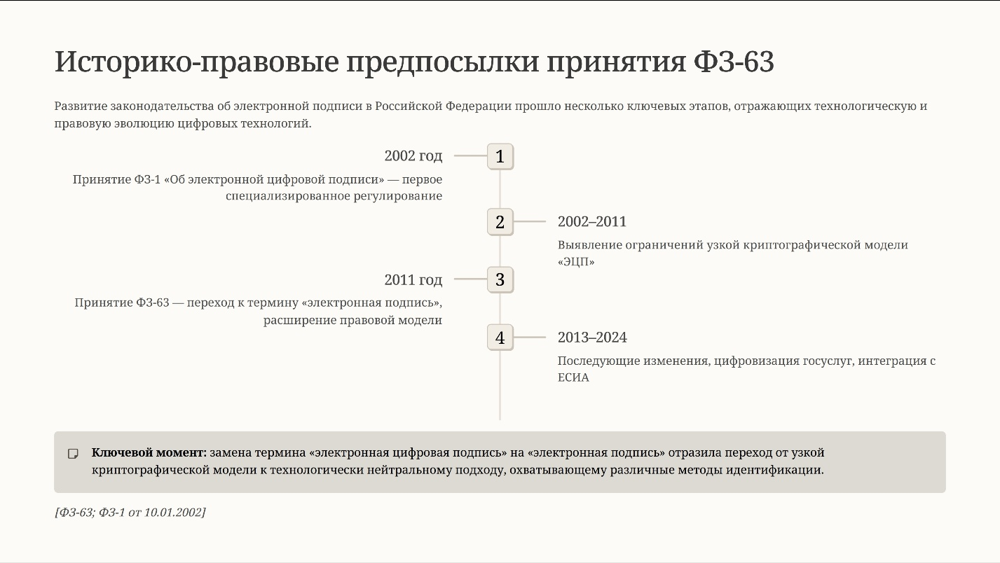 Историко-правовые предпосылки принятия ФЗ-63
Развитие законодательства об электронной подписи в Российской Федерации прошло несколько ключевых этапов, отражающих технологическую и
правовую эволюцию цифровых технологий.
2002 год
1
Принятие ФЗ-1 «Об электронной цифровой подписи» — первое
специализированное регулирование
2
2002–2011
Выявление ограничений узкой криптографической модели
«ЭЦП»
2011 год
3
Принятие ФЗ-63 — переход к термину «электронная подпись»,
расширение правовой модели
4
2013–2024
Последующие изменения, цифровизация госуслуг, интеграция с
ЕСИА
Ключевой момент: замена термина «электронная цифровая подпись» на «электронная подпись» отразила переход от узкой
криптографической модели к технологически нейтральному подходу, охватывающему различные методы идентификации.
[ФЗ-63; ФЗ-1 от 10.01.2002]